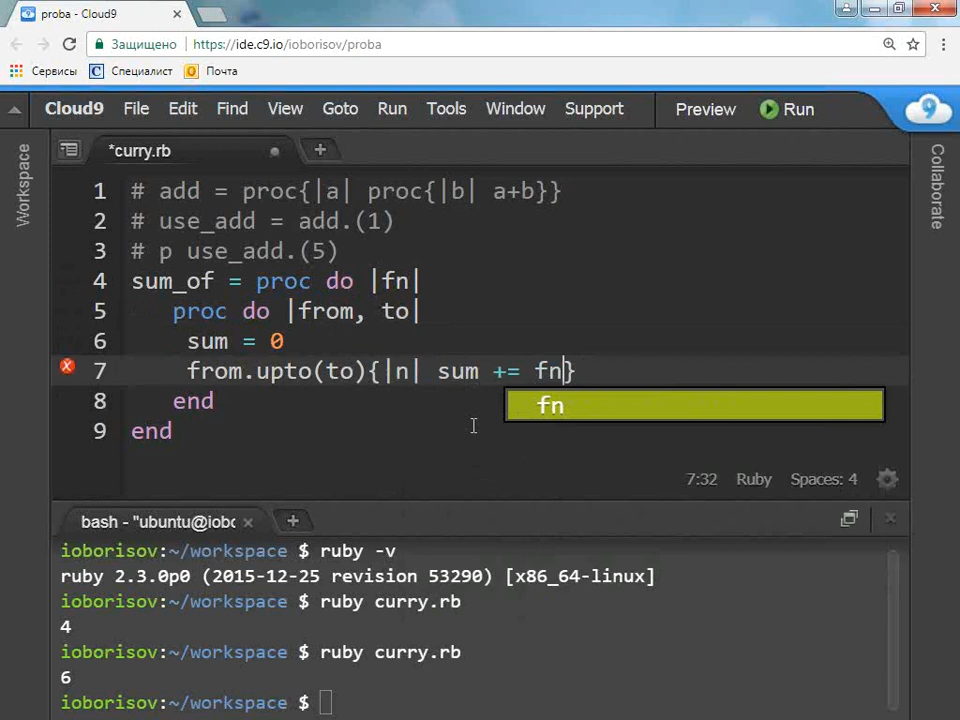 proba - Cloud9
Защищено https://ide.c9.io/ioborisov/proba
Сервисы C Специалист Почта
Cloud9 File Edit Find View Goto Run Tools Window Support Preview Run 9
Workspace
*curry.rb
Collaborate
1 # add = proc{|a| proc{|b| a+b}}
2 # use_add = add.(1)
3 # p use_add.(5)
4 sum_of = proc do |fn|
5 proc do |from, to|
6 sum = 0
7 from.upto(to){|n| sum += fn}
fn
8 end
9 end
7:32 Ruby Spaces: 4
bash - "ubuntu@iobo
ioborisov:~/workspace $ ruby -v
ruby 2.3.0p0 (2015-12-25 revision 53290) [x86_64-linux]
ioborisov:~/workspace $ ruby curry.rb
4
ioborisov:~/workspace $ ruby curry.rb
6
ioborisov:~/workspace $